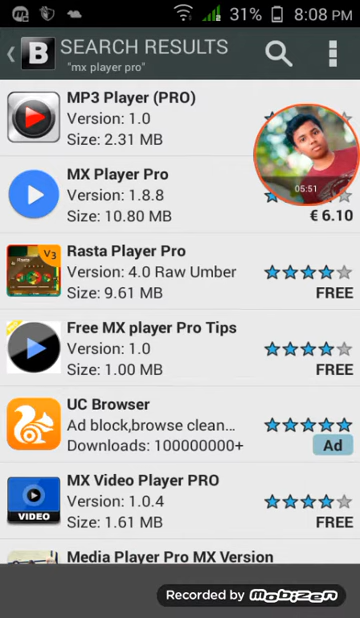 31% 8:08 PM
B SEARCH RESULTS
"mx player pro"
MP3 Player (PRO)
Version: 1.0
Size: 2.31 MB
05:51
MX Player Pro
Version: 1.8.8
Size: 10.80 MB
€ 6.10
V3
Rasta Player Pro
Version: 4.0 Raw Umber
Size: 9.61 MB
FREE
Free MX player Pro Tips
Version: 1.0
Size: 1.00 MB
FREE
UC Browser
Ad block,browse clean...
Downloads: 100000000+
Ad
VIDEO
MX Video Player PRO
Version: 1.0.4
Size: 1.61 MB
FREE
Media Player Pro MX Version
Recorded by mobizen